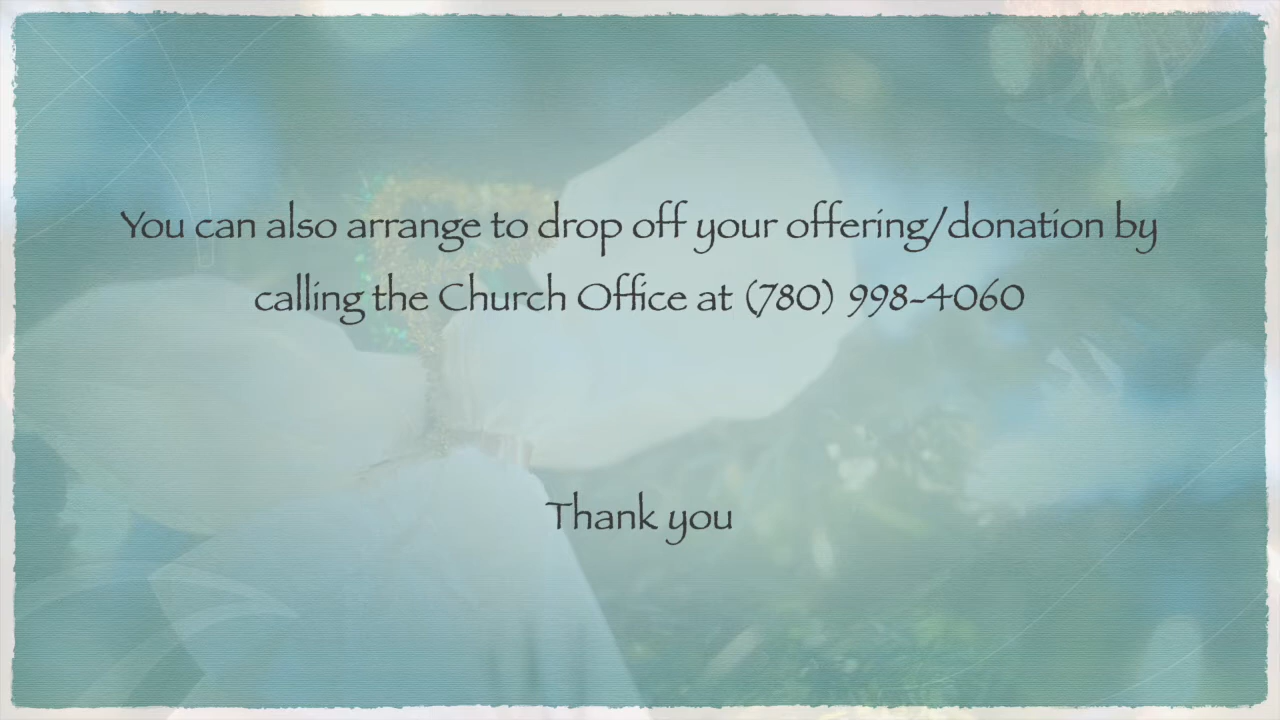 You can also arrange to drop off your offering/donation by
calling the Church Office at (780) 998-4060
Thank you